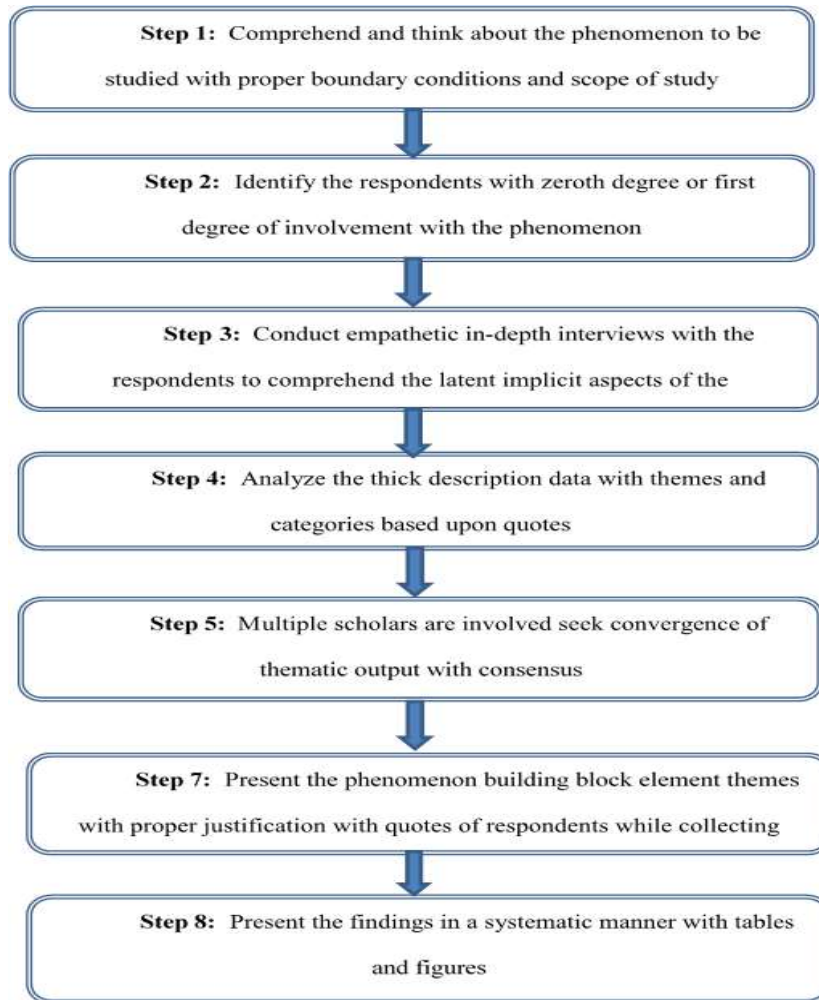 Step 1: Comprehend and think about the phenomenon to be
studied with proper boundary conditions and scope of study
Step 2: Identify the respondents with zeroth degree or first
degree of involvement with the phenomenon
Step 3: Conduct empathetic in-depth interviews with the
respondents to comprehend the latent implicit aspects of the
Step 4: Analyze the thick description data with themes and
categories based upon quotes
Step 5: Multiple scholars are involved seek convergence of
thematic output with consensus
Step 7: Present the phenomenon building block element themes
with proper justification with quotes of respondents while collecting
Step 8: Present the findings in a systematic manner with tables
and figures